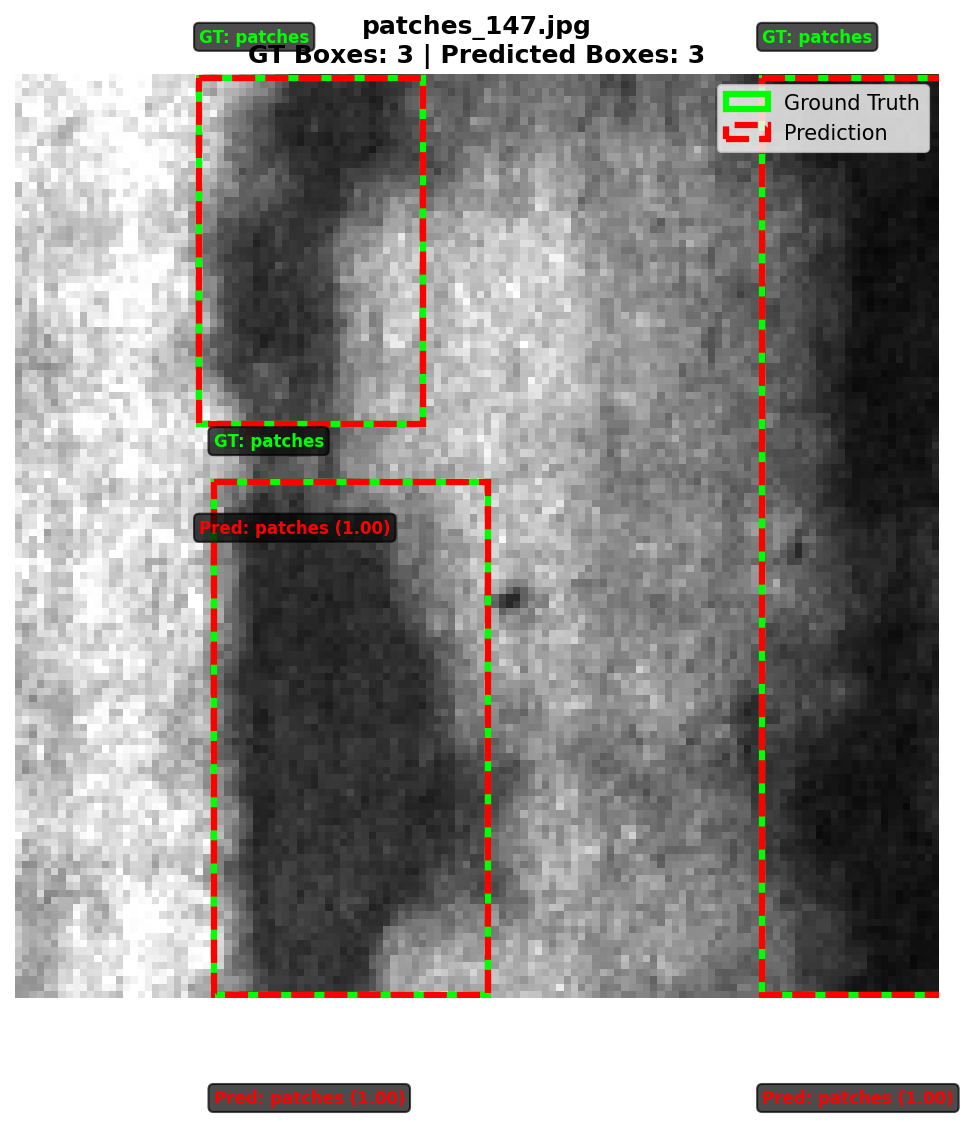 patches_147.jpg
GT Boxes: 3 | Predicted Boxes: 3
GT: patches
GT: patches
Ground Truth
Prediction
GT: patches
Pred: patches (1.00)
Pred: patches (1.00)
Pred: patches (1.00)